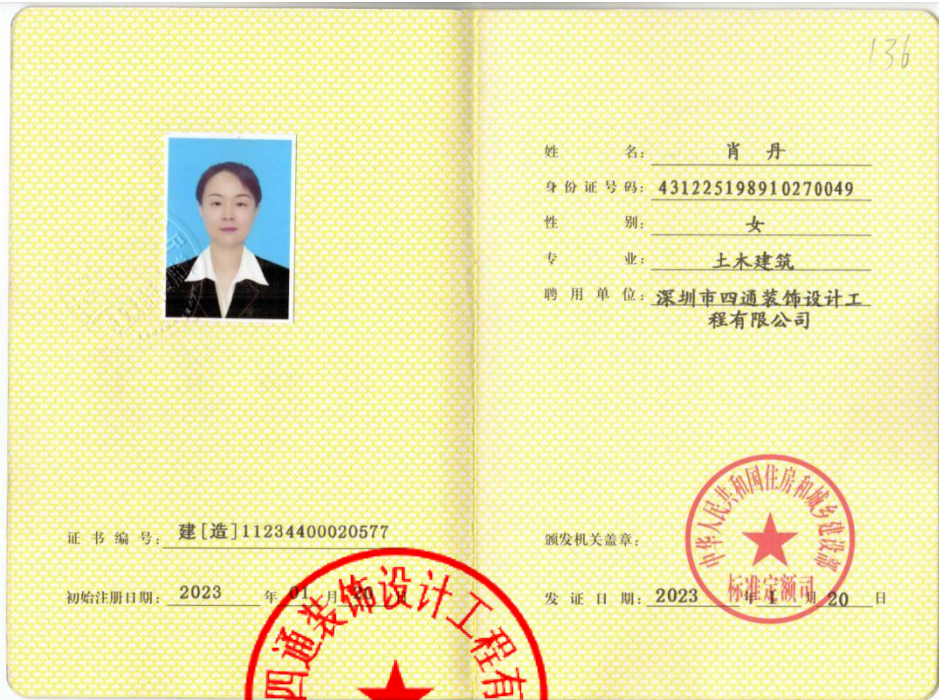 136
姓 名: 肖 丹
身份证号码: 431225198910270049
性 别: 女
专 业: 土木建筑
聘 用 单 位: 深圳市四通装饰设计工
程有限公司
证 书 编 号: 建[造]11234400020577
初始注册日期: 2023 年 01 月 20
四通装饰设计工程有
颁发机关盖章:
中华人民共和国住房和城乡建设部
标准定额司
发 证 日 期: 2023 年 1 月 20 日